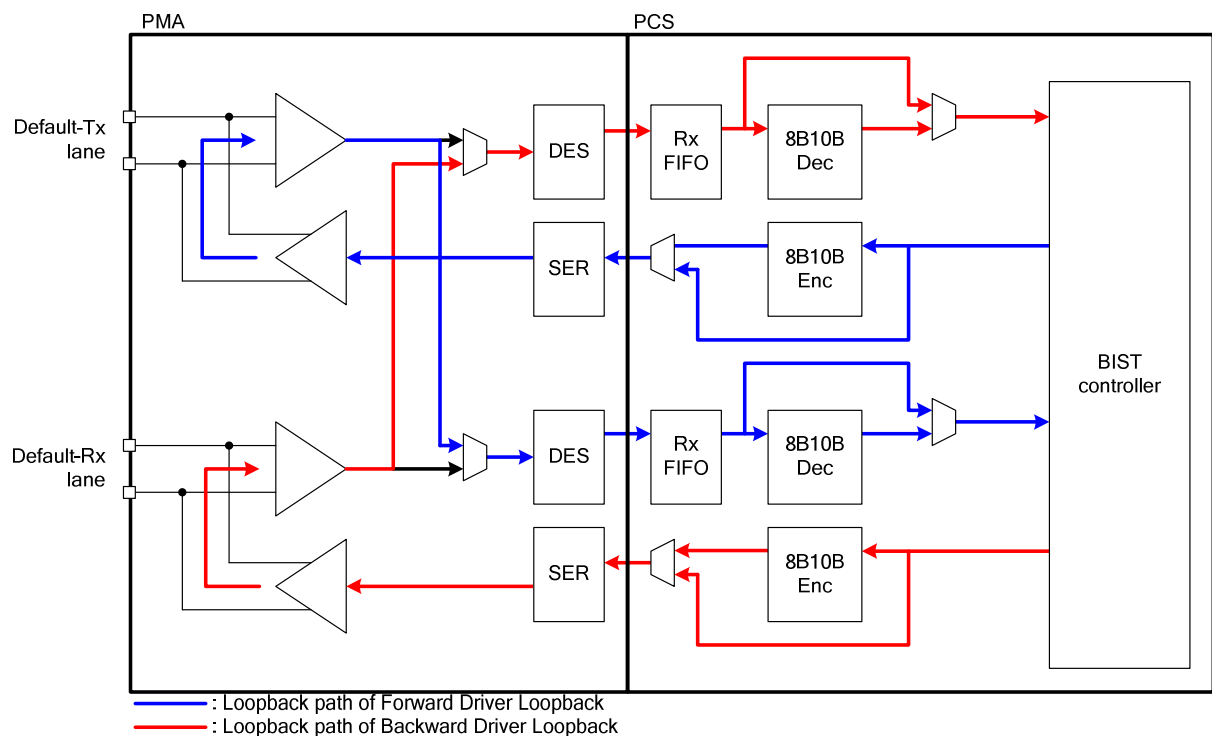 PMA
PCS
Default-Tx
lane
DES
Rx
FIFO
8B10B
Dec
SER
8B10B
Enc
BIST
controller
Default-Rx
lane
DES
Rx
FIFO
8B10B
Dec
SER
8B10B
Enc
: Loopback path of Forward Driver Loopback
: Loopback path of Backward Driver Loopback